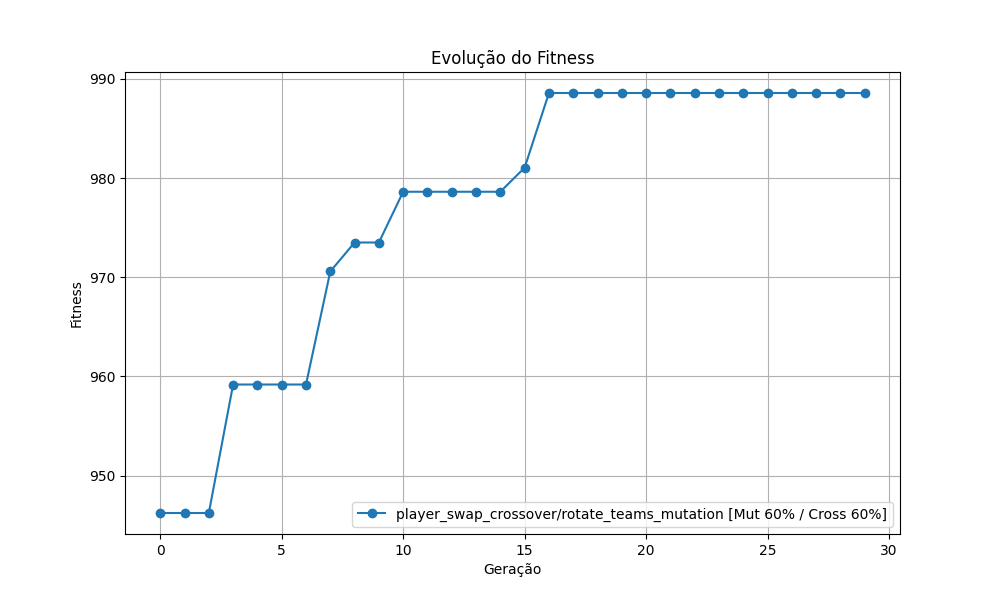 Evolução do Fitness
990
980
970
960
950
Fitness
0 5 10 15 20 25 30
Geração
player_swap_crossover/rotate_teams_mutation [Mut 60% / Cross 60%]